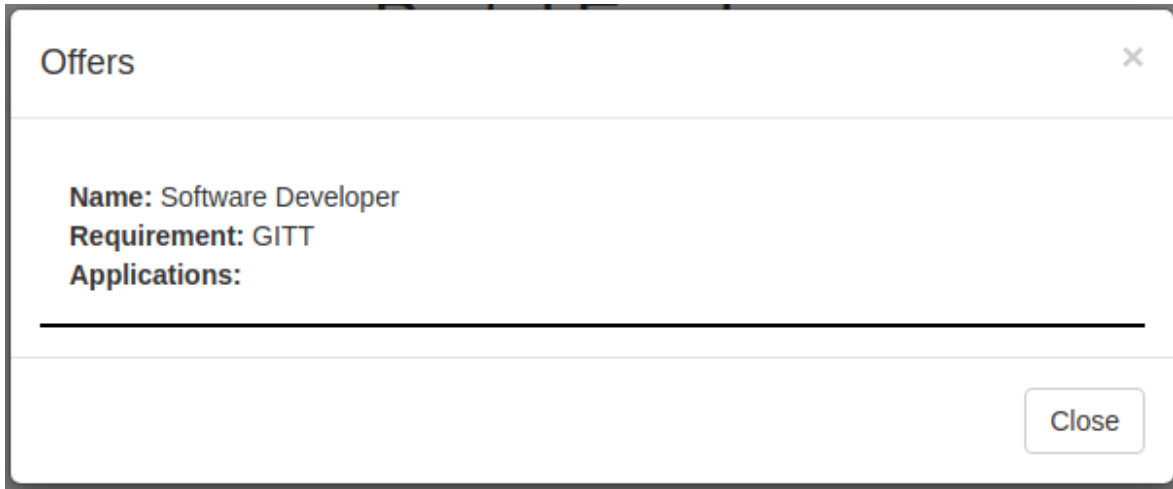 Offers ×
Name: Software Developer
Requirement: GITT
Applications:
Close